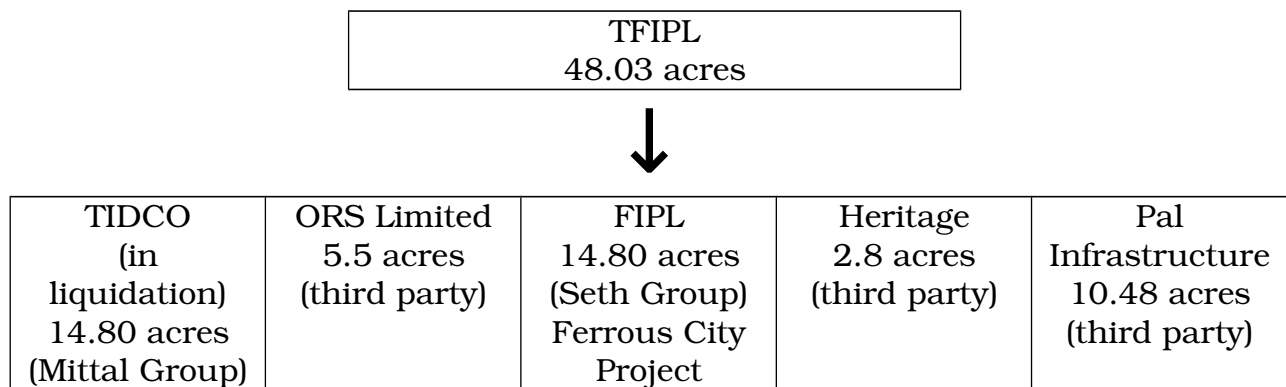 TFIPL
48.03 acres
TIDCO
(in
liquidation)
14.80 acres
(Mittal Group)
ORS Limited
5.5 acres
(third party)
FIPL
14.80 acres
(Seth Group)
Ferrous City
Project
Heritage
2.8 acres
(third party)
Pal
Infrastructure
10.48 acres
(third party)